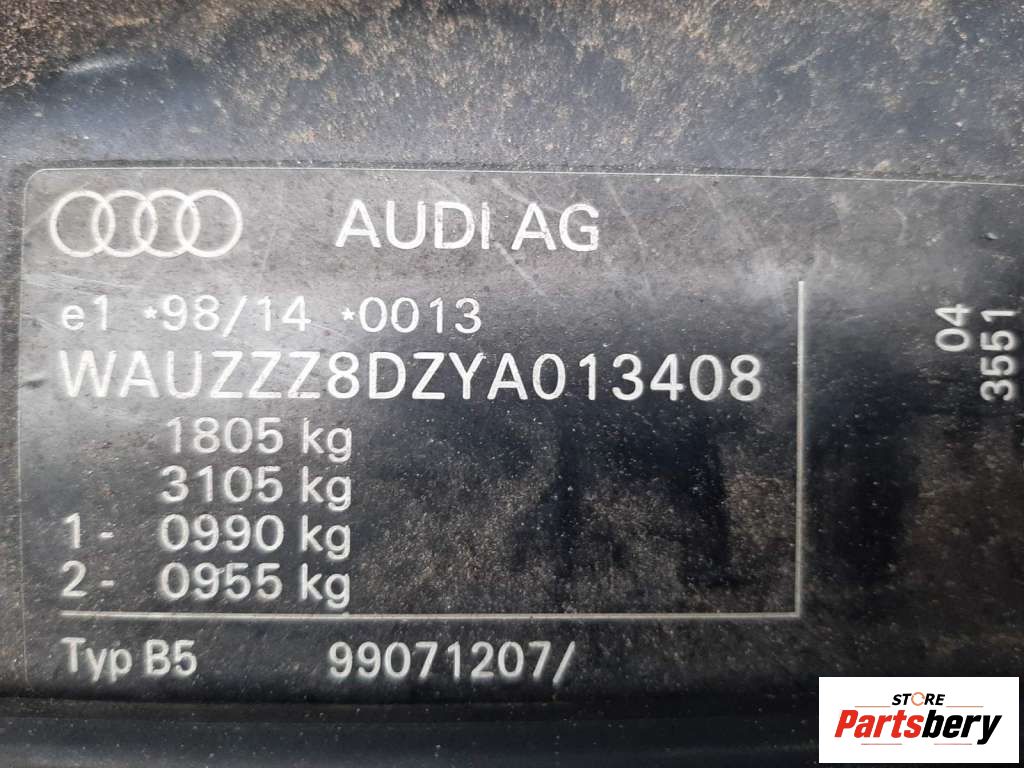 AUDI AG
e1 *98/14 *0013
WAUZZZ8DZYA013408
1805 kg
3105 kg
1- 0990 kg
2- 0955 kg
Typ B5 99071207/
04
3551
STORE
Partsbery